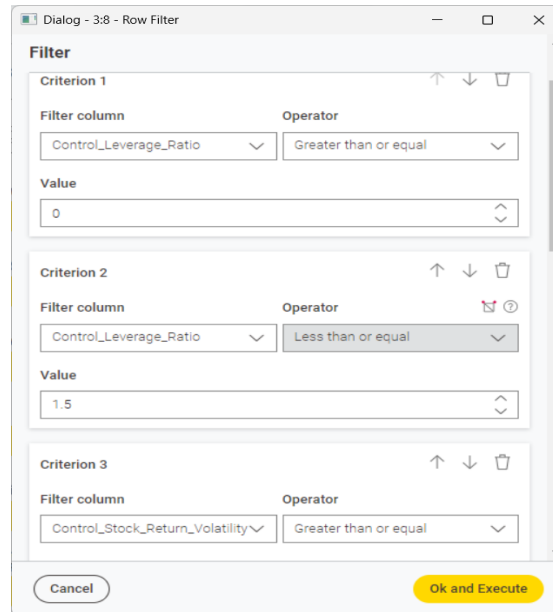 Dialog - 3:8 - Row Filter
Filter
Criterion 1
Filter column Operator
Control_Leverage_Ratio Greater than or equal
Value
0
Criterion 2
Filter column Operator
Control_Leverage_Ratio Less than or equal
Value
1.5
Criterion 3
Filter column Operator
Control_Stock_Return_Volatility Greater than or equal
Cancel Ok and Execute